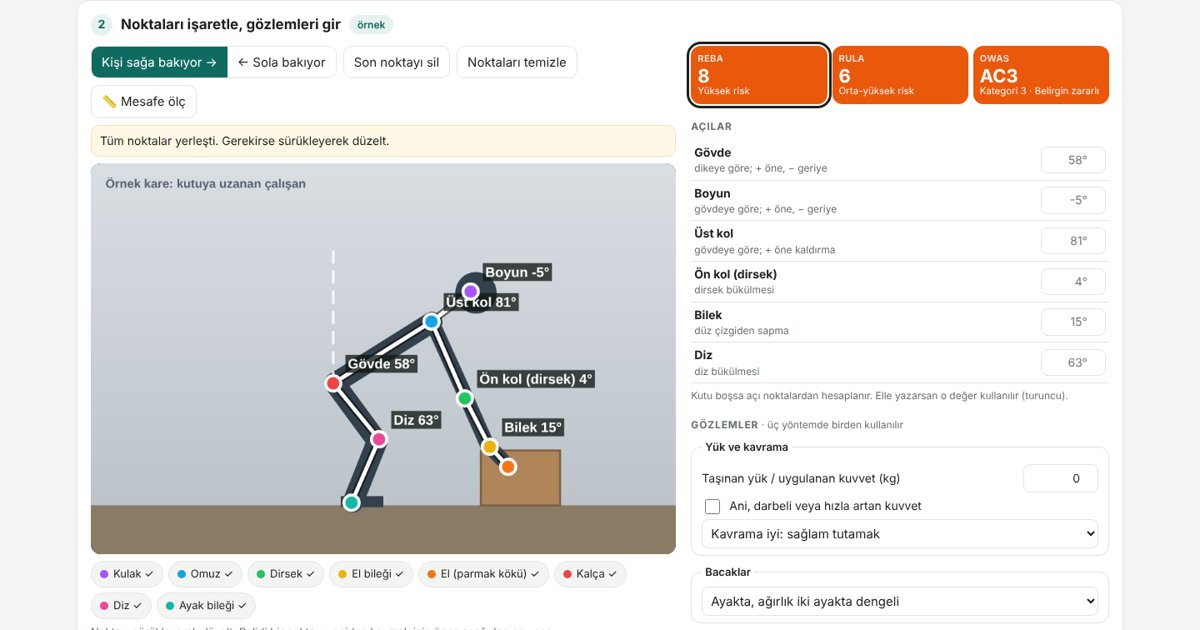 2 Noktaları işaretle, gözlemleri gir örnek
Kişi sağa bakıyor → ← Sola bakıyor Son noktayı sil Noktaları temizle
📏 Mesafe ölç
Tüm noktalar yerleşti. Gerekirse sürükleyerek düzelt.
Örnek kare: kutuya uzanan çalışan
Boyun -5°
Üst kol 81°
Gövde 58°
Ön kol (dirsek) 4°
Diz 63°
Bilek 15°
Kulak ✓ Omuz ✓ Dirsek ✓ El bileği ✓ El (parmak kökü) ✓ Kalça ✓
Diz ✓ Ayak bileği ✓
REBA
8
Yüksek risk
RULA
6
Orta-yüksek risk
OWAS
AC3
Kategori 3 · Belirgin zararlı
AÇILAR
Gövde
dikeye göre; + öne, − geriye
58°
Boyun
gövdeye göre; + öne, − geriye
-5°
Üst kol
gövdeye göre; + öne kaldırma
81°
Ön kol (dirsek)
dirsek bükülmesi
4°
Bilek
düz çizgiden sapma
15°
Diz
diz bükülmesi
63°
Kutu boşsa açı noktalardan hesaplanır. Elle yazarsan o değer kullanılır (turuncu).
GÖZLEMLER · üç yöntemde birden kullanılır
Yük ve kavrama
Taşınan yük / uygulanan kuvvet (kg) 0
Ani, darbeli veya hızla artan kuvvet
Kavrama iyi: sağlam tutamak
Bacaklar
Ayakta, ağırlık iki ayakta dengeli